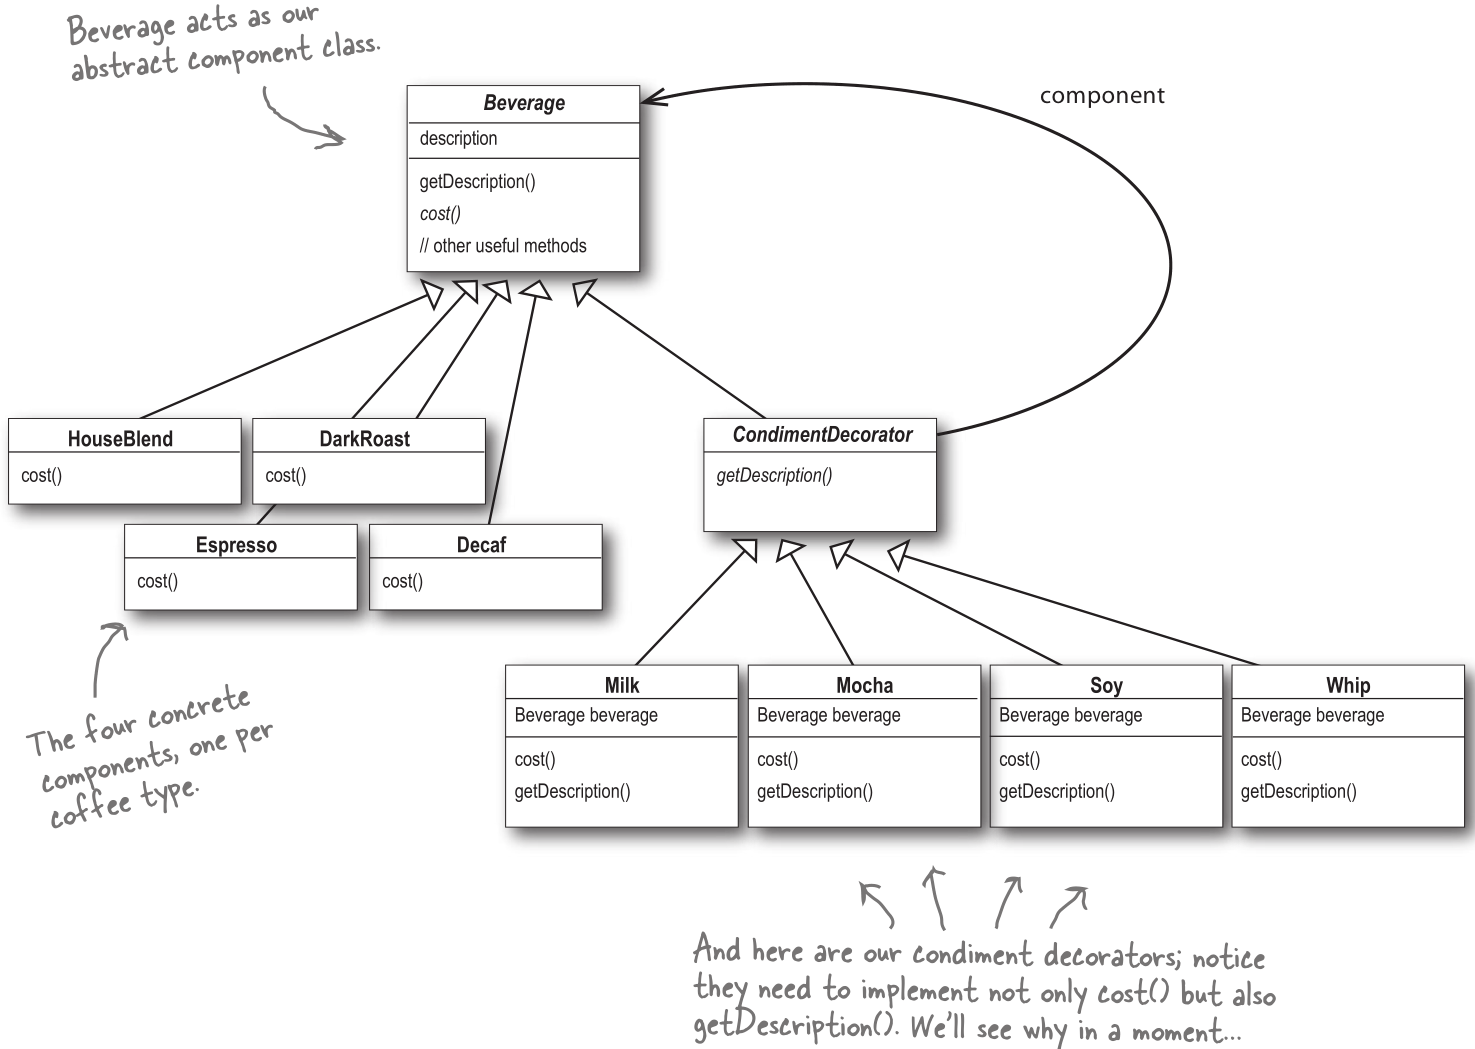 Beverage acts as our
abstract component class.
component
Beverage
description
getDescription()
cost()
// other useful methods
HouseBlend
cost()
DarkRoast
cost()
CondimentDecorator
getDescription()
Espresso
cost()
Decaf
cost()
The four concrete
components, one per
coffee type.
Milk
Beverage beverage
cost()
getDescription()
Mocha
Beverage beverage
cost()
getDescription()
Soy
Beverage beverage
cost()
getDescription()
Whip
Beverage beverage
cost()
getDescription()
And here are our condiment decorators; notice
they need to implement not only cost() but also
getDescription(). We'll see why in a moment...